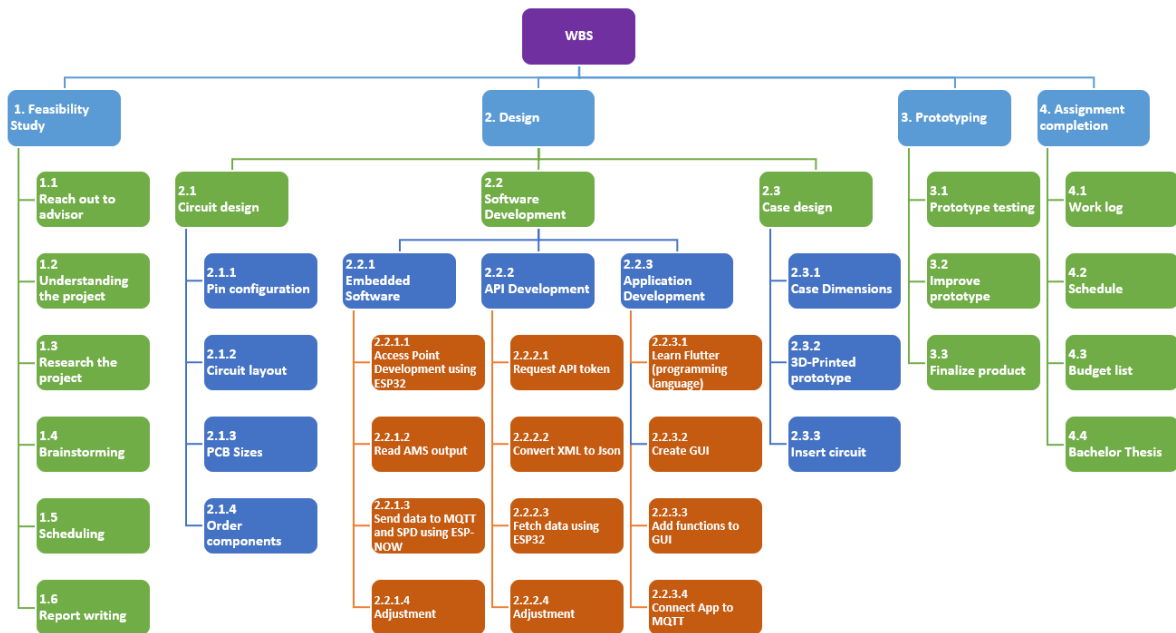 WBS
1. Feasibility
Study
2. Design
3. Prototyping
4. Assignment
completion
1.1
Reach out to
advisor
1.2
Understanding
the project
1.3
Research the
project
1.4
Brainstorming
1.5
Scheduling
1.6
Report writing
2.1
Circuit design
2.1.1
Pin configuration
2.1.2
Circuit layout
2.1.3
PCB Sizes
2.1.4
Order
components
2.2
Software
Development
2.2.1
Embedded
Software
2.2.1.1
Access Point
Development using
ESP32
2.2.1.2
Read AMS output
2.2.1.3
Send data to MQTT
and SPD using ESP-
NOW
2.2.1.4
Adjustment
2.2.2
API Development
2.2.2.1
Request API token
2.2.2.2
Convert XML to Json
2.2.2.3
Fetch data using
ESP32
2.2.2.4
Adjustment
2.2.3
Application
Development
2.2.3.1
Learn Flutter
(programming
language)
2.2.3.2
Create GUI
2.2.3.3
Add functions to
GUI
2.2.3.4
Connect App to
MQTT
2.3
Case design
2.3.1
Case Dimensions
2.3.2
3D-Printed
prototype
2.3.3
Insert circuit
3.1
Prototype testing
3.2
Improve
prototype
3.3
Finalize product
4.1
Work log
4.2
Schedule
4.3
Budget list
4.4
Bachelor Thesis